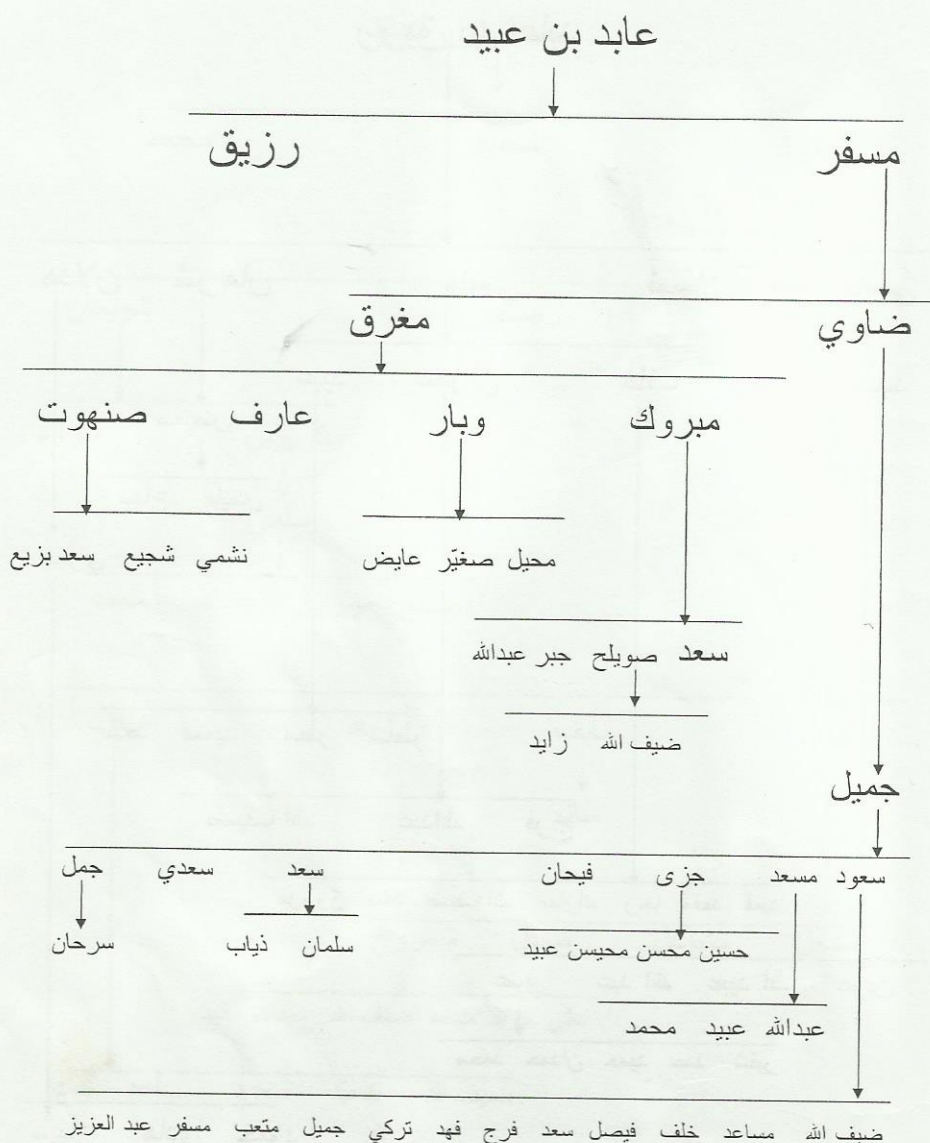 عابد بن عبيد
مسفر رزيق
ضاوي مغرق
مبروك وبار عارف صنهوت
محيل صغيّر عايض
نشمي شجيع سعد بزيع
سعد صويلح جبر عبدالله
ضيف الله زايد
جميل
سعود مسعد جزى فيحان سعد سعدي جمل
حسين محسن محيسن عبيد
سلمان ذياب
سرحان
عبدالله عبيد محمد
ضيف الله مساعد خلف فيصل سعد فرج فهد تركي جميل متعب مسفر عبد العزيز